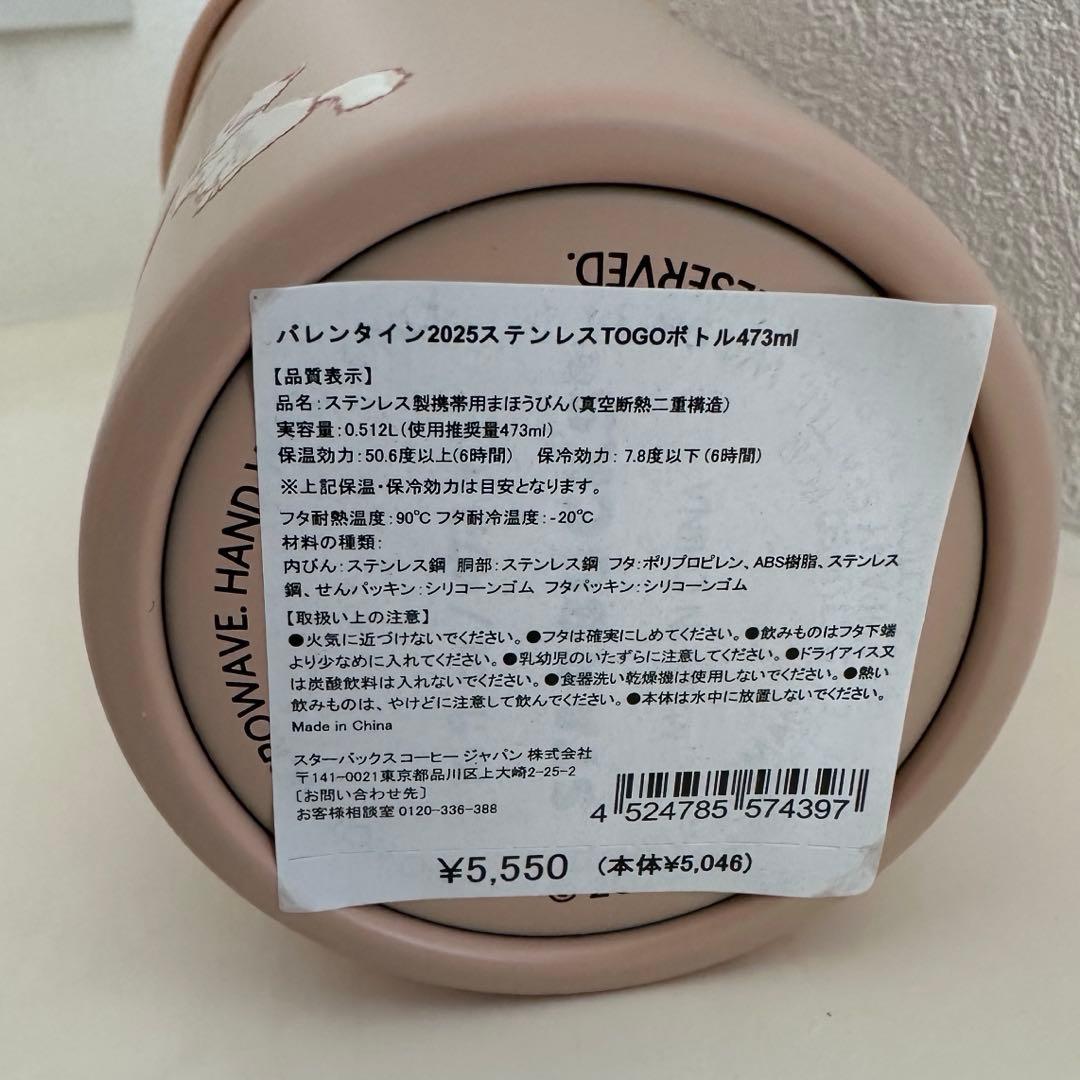 バレンタイン2025ステンレスTOGOボトル473ml
【品質表示】
品名:ステンレス製携帯用まほうびん(真空断熱二重構造)
実容量:0.512L(使用推奨量473ml)
保温効力:50.6度以上(6時間) 保冷効力:7.8度以下(6時間)
※上記保温・保冷効力は目安となります。
フタ耐熱温度:90℃ フタ耐冷温度:-20℃
材料の種類:
内びん:ステンレス鋼 胴部:ステンレス鋼 フタ:ポリプロピレン、ABS樹脂、ステンレス
鋼、せんパッキン:シリコーンゴム フタパッキン:シリコーンゴム
【取扱い上の注意】
●火気に近づけないでください。●フタは確実にしめてください。●飲みものはフタ下端
より少なめに入れてください。●乳幼児のいたずらに注意してください。●ドライアイス又
は炭酸飲料は入れないでください。●食器洗い乾燥機は使用しないでください。●熱い
飲みものは、やけどに注意して飲んでください。●本体は水中に放置しないでください。
Made in China
スターバックス コーヒー ジャパン 株式会社
〒141-0021東京都品川区上大崎2-25-2
［お問い合わせ先］
お客様相談室 0120-336-388
4 524785 574397
¥5,550 (本体¥5,046)
HAND